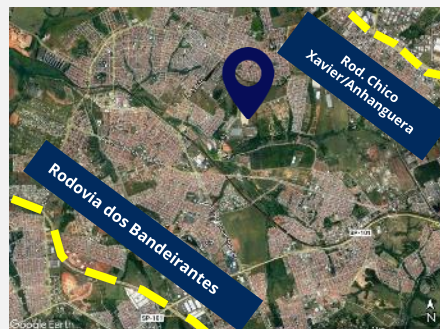 Rod. Chico
Xavier/Anhanguera
Rodovia dos Bandeirantes
SP-101
SP-101
Google Earth
N